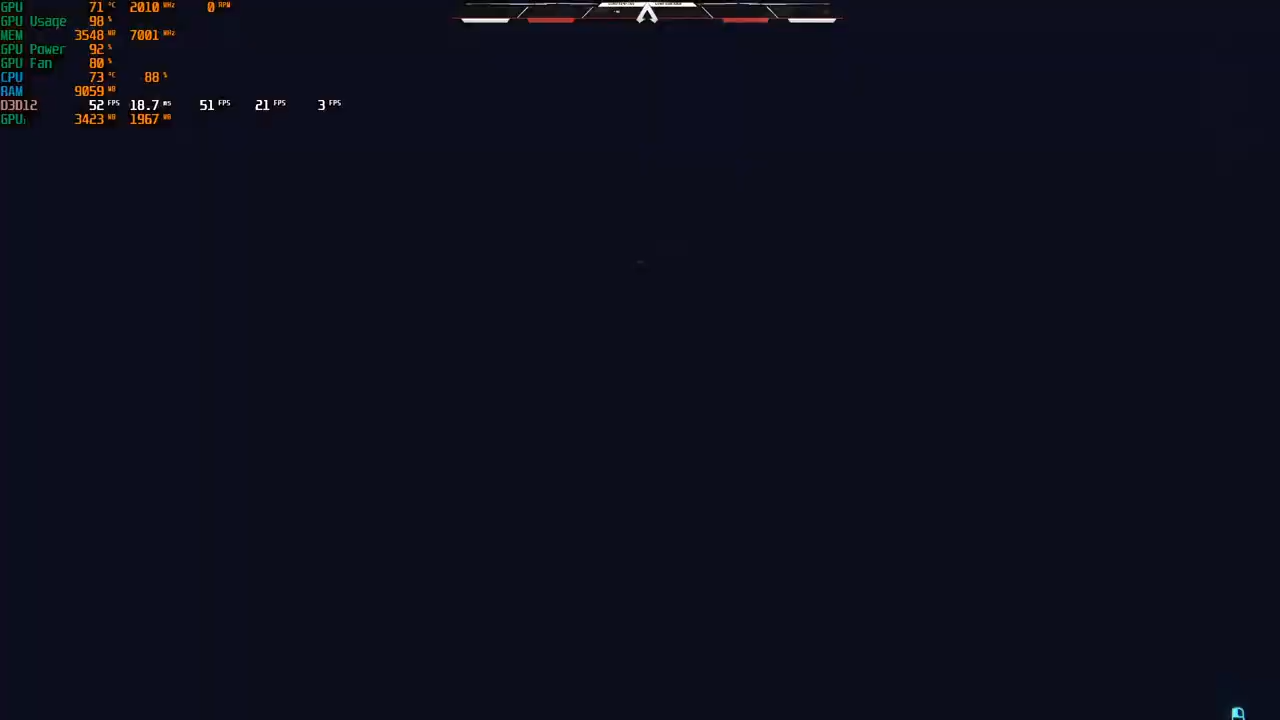 GPU 71 °C 2010 MHz 0 RPM
GPU Usage 98 %
MEM 3548 MB 7001 MHz
GPU Power 92 %
GPU Fan 80 %
CPU 73 °C 88 %
RAM 9059 MB
D3D12 52 FPS 18.7 ms 51 FPS 21 FPS 3 FPS
GPU: 3423 MB 1967 MB